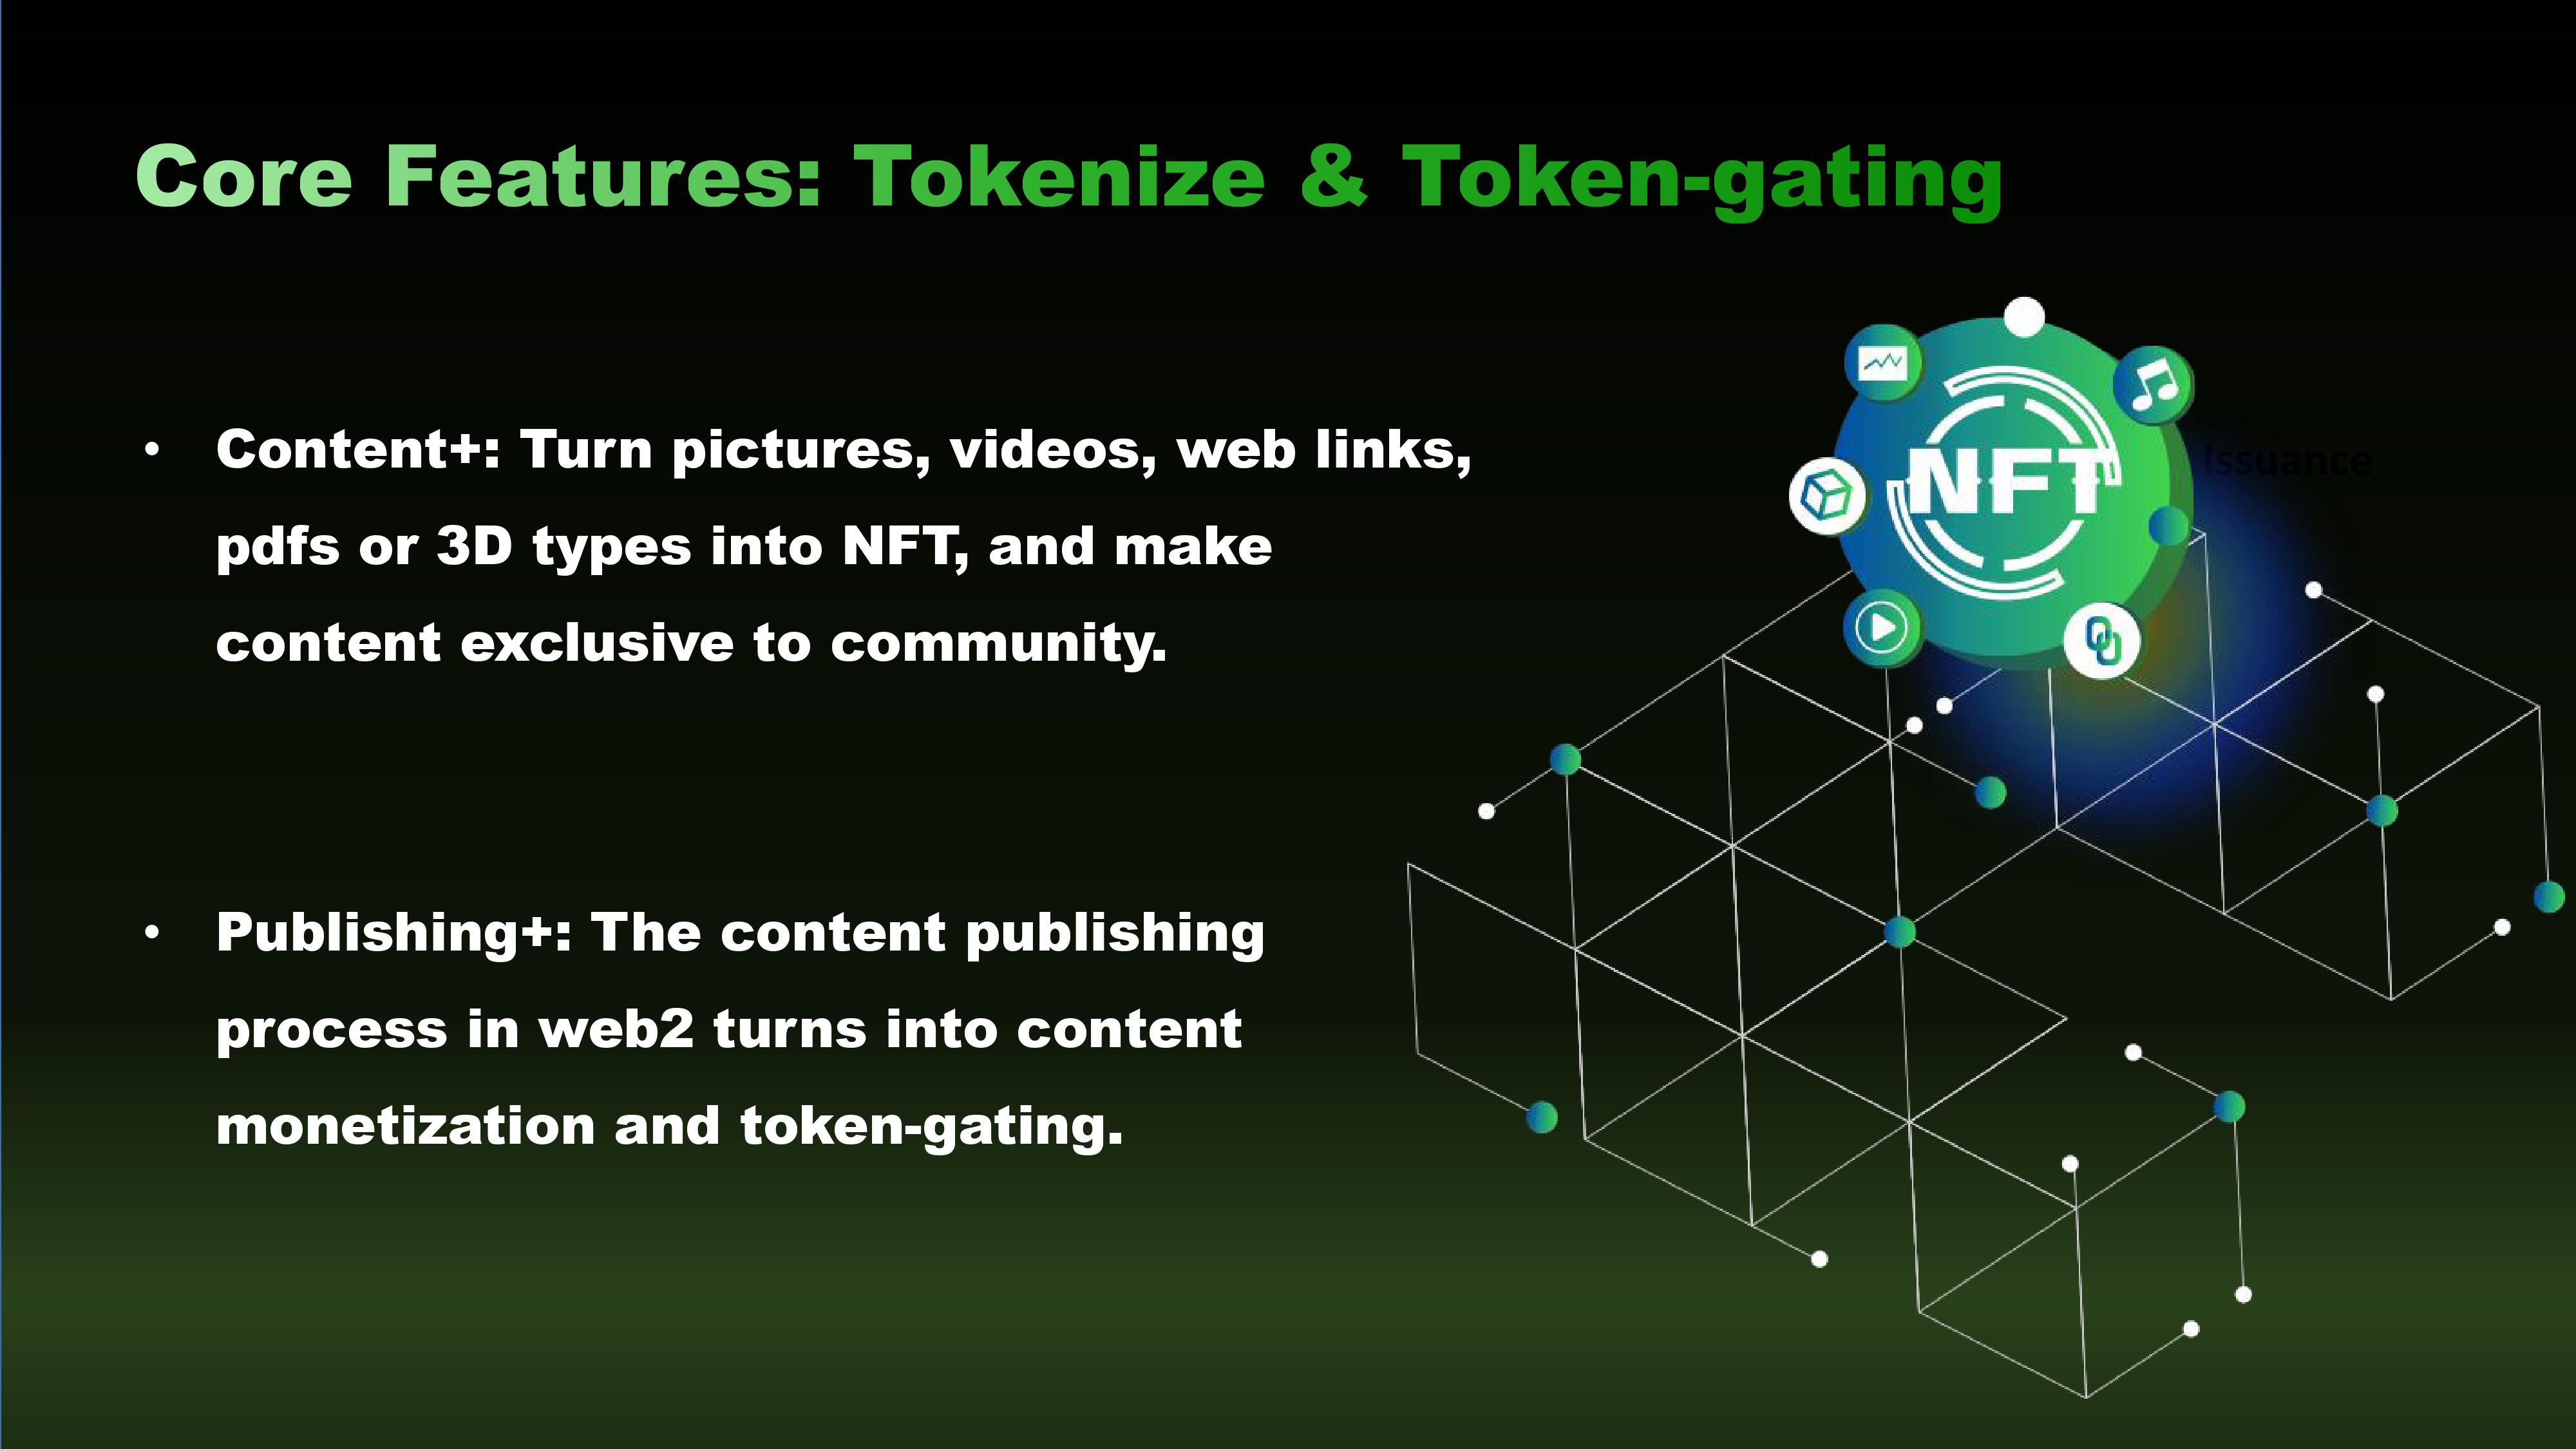 Core Features: Tokenize & Token-gating
• Content+: Turn pictures, videos, web links,
pdfs or 3D types into NFT, and make
content exclusive to community.
NFT
Issuance
• Publishing+: The content publishing
process in web2 turns into content
monetization and token-gating.